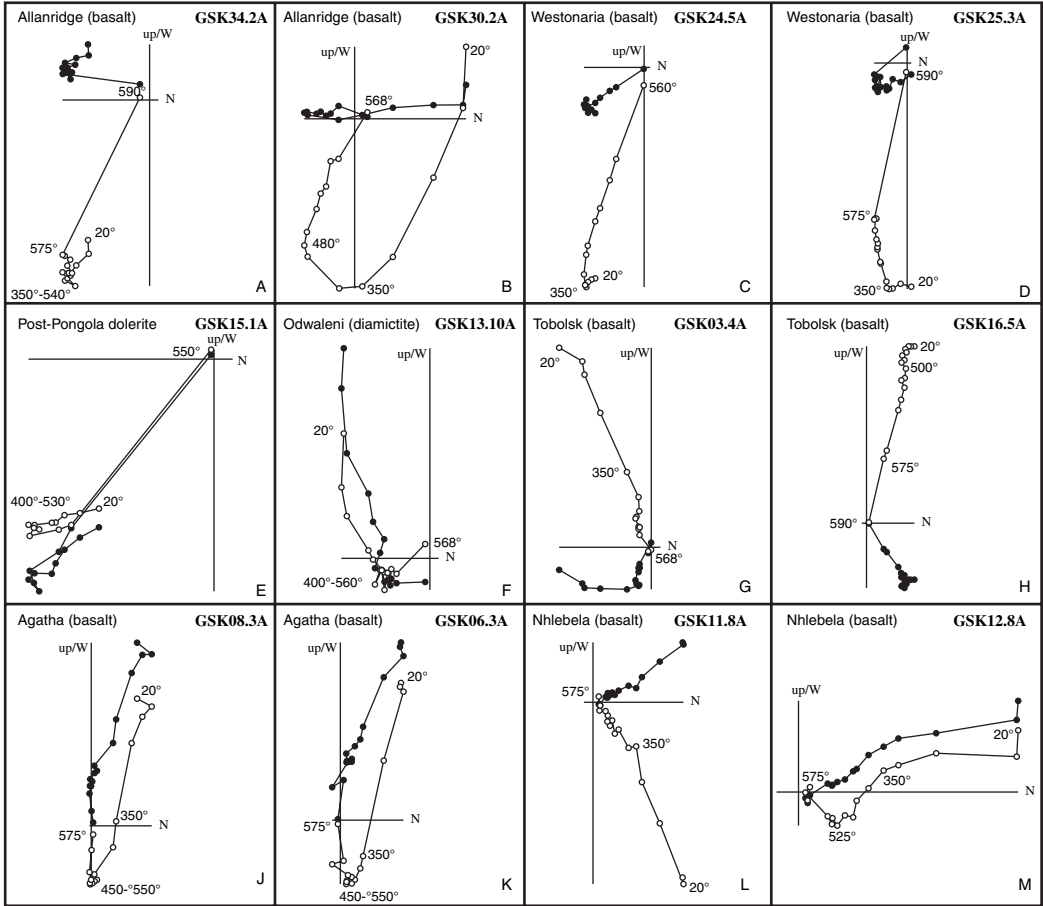 Allanridge (basalt) GSK34.2A
up/W
590°
N
575°
20°
350°-540°
A
Allanridge (basalt) GSK30.2A
20°
up/W
568°
N
480°
350°
B
Westonaria (basalt) GSK24.5A
up/W
N
560°
20°
350°
C
Westonaria (basalt) GSK25.3A
up/W
N
590°
575°
20°
350°
D
Post-Pongola dolerite GSK15.1A
up/W
550°
N
400°-530°
20°
E
Odwaleni (diamictite) GSK13.10A
up/W
20°
568°
N
400°-560°
F
Tobolsk (basalt) GSK03.4A
up/W
20°
350°
N
568°
G
Tobolsk (basalt) GSK16.5A
up/W
20°
500°
575°
590°
N
H
Agatha (basalt) GSK08.3A
up/W
20°
350°
N
575°
450-°550°
J
Agatha (basalt) GSK06.3A
up/W
20°
N
575°
350°
450-°550°
K
Nhlebela (basalt) GSK11.8A
up/W
575°
N
350°
20°
L
Nhlebela (basalt) GSK12.8A
up/W
20°
575°
350°
N
525°
M